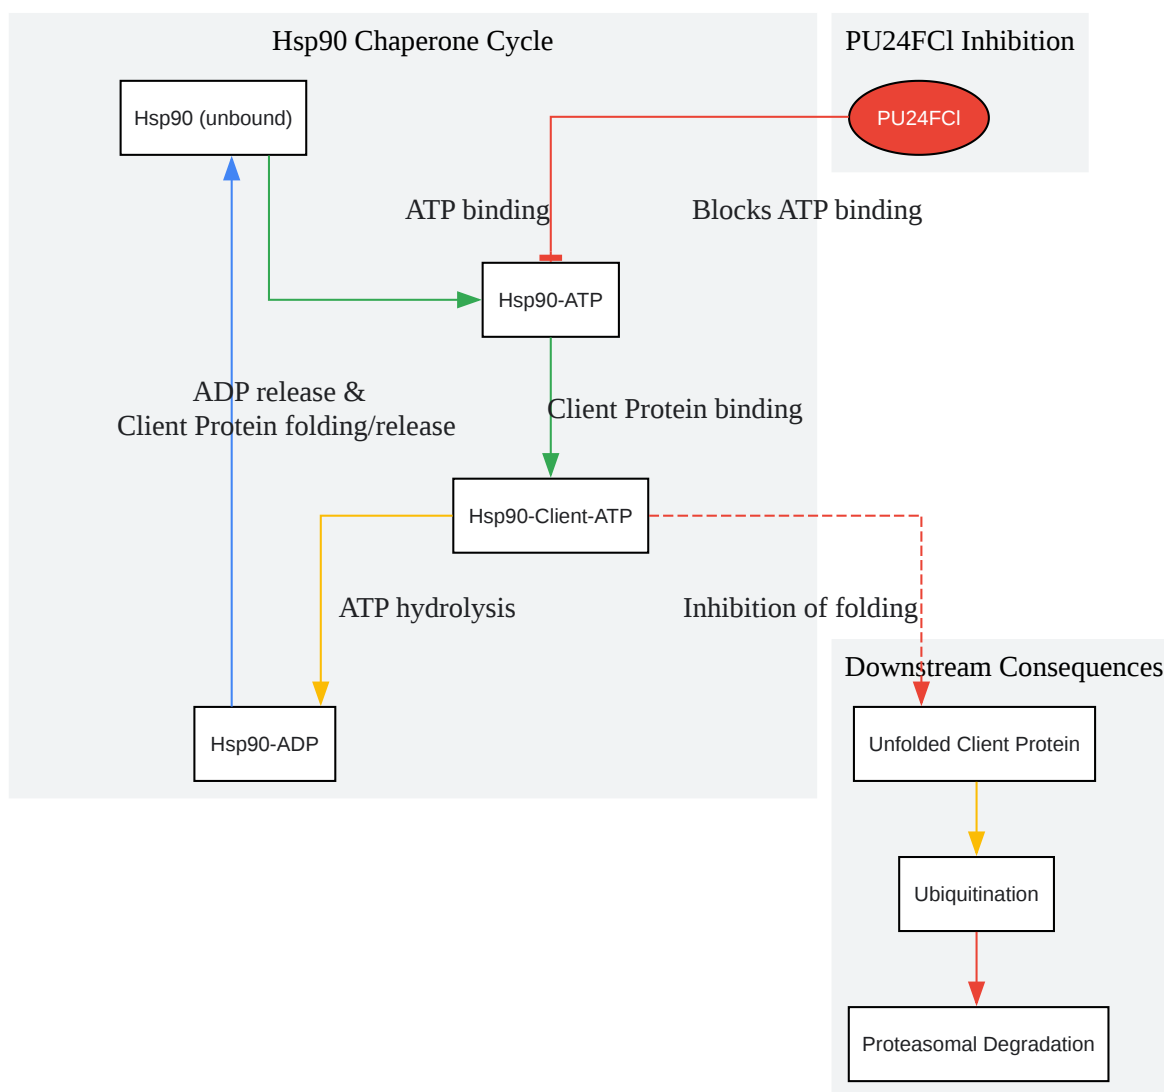 Hsp90 Chaperone Cycle
PU24FCl Inhibition
Hsp90 (unbound)
PU24FCl
ATP binding
Blocks ATP binding
Hsp90-ATP
ADP release &
Client Protein folding/release
Client Protein binding
Hsp90-Client-ATP
ATP hydrolysis
Inhibition of folding
Downstream Consequences
Hsp90-ADP
Unfolded Client Protein
Ubiquitination
Proteasomal Degradation